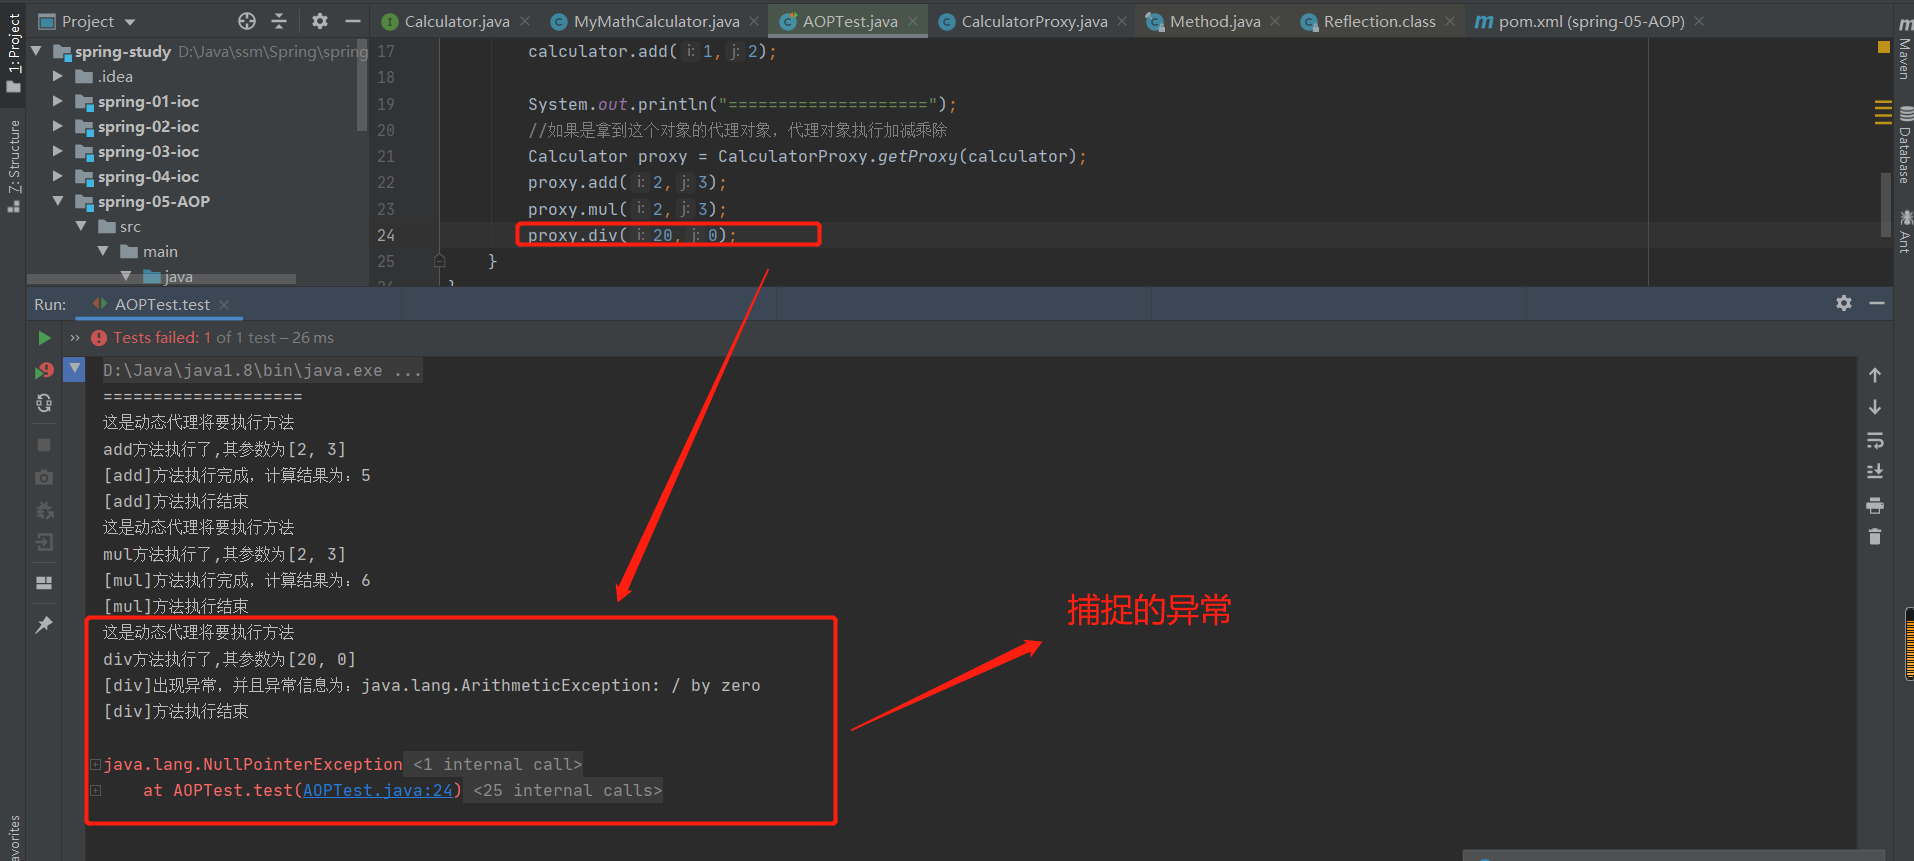 Project
Calculator.java
MyMathCalculator.java
AOPTest.java
CalculatorProxy.java
Method.java
Reflection.class
pom.xml (spring-05-AOP)
1: Project
7: Structure
avorites
Maven
Database
Ant
spring-study D:\Java\ssm\Spring\spring
.idea
spring-01-ioc
spring-02-ioc
spring-03-ioc
spring-04-ioc
spring-05-AOP
src
main
java
17 calculator.add( i: 1, j: 2);
18
19 System.out.println("====================");
20 //如果是拿到这个对象的代理对象，代理对象执行加减乘除
21 Calculator proxy = CalculatorProxy.getProxy(calculator);
22 proxy.add( i: 2, j: 3);
23 proxy.mul( i: 2, j: 3);
24 proxy.div( i: 20, j: 0);
25 }
Run: AOPTest.test
Tests failed: 1 of 1 test – 26 ms
D:\Java\java1.8\bin\java.exe ...
====================
这是动态代理将要执行方法
add方法执行了,其参数为[2, 3]
[add]方法执行完成，计算结果为：5
[add]方法执行结束
这是动态代理将要执行方法
mul方法执行了,其参数为[2, 3]
[mul]方法执行完成，计算结果为：6
[mul]方法执行结束
这是动态代理将要执行方法
div方法执行了,其参数为[20, 0]
[div]出现异常，并且异常信息为：java.lang.ArithmeticException: / by zero
[div]方法执行结束
java.lang.NullPointerException <1 internal call>
at AOPTest.test(AOPTest.java:24) <25 internal calls>
捕捉的异常